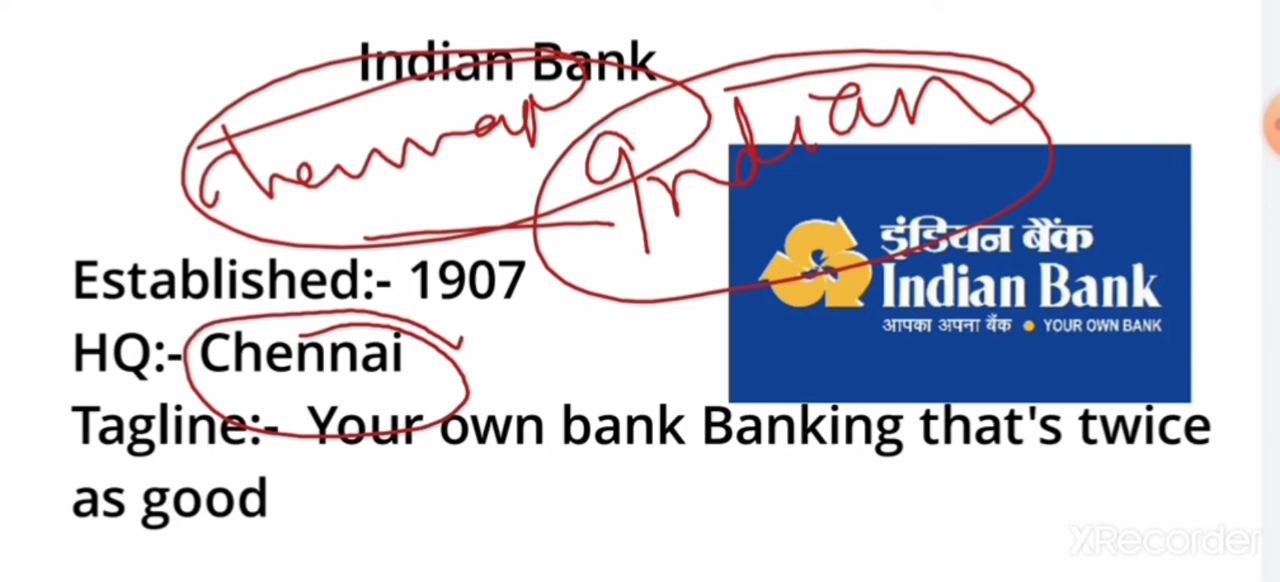 Indian Bank
Chennai
Indian
Established:- 1907
इंडियन बैंक
Indian Bank
आपका अपना बैंक • YOUR OWN BANK
HQ:- Chennai
Tagline:- Your own bank Banking that's twice
as good
XRecorder